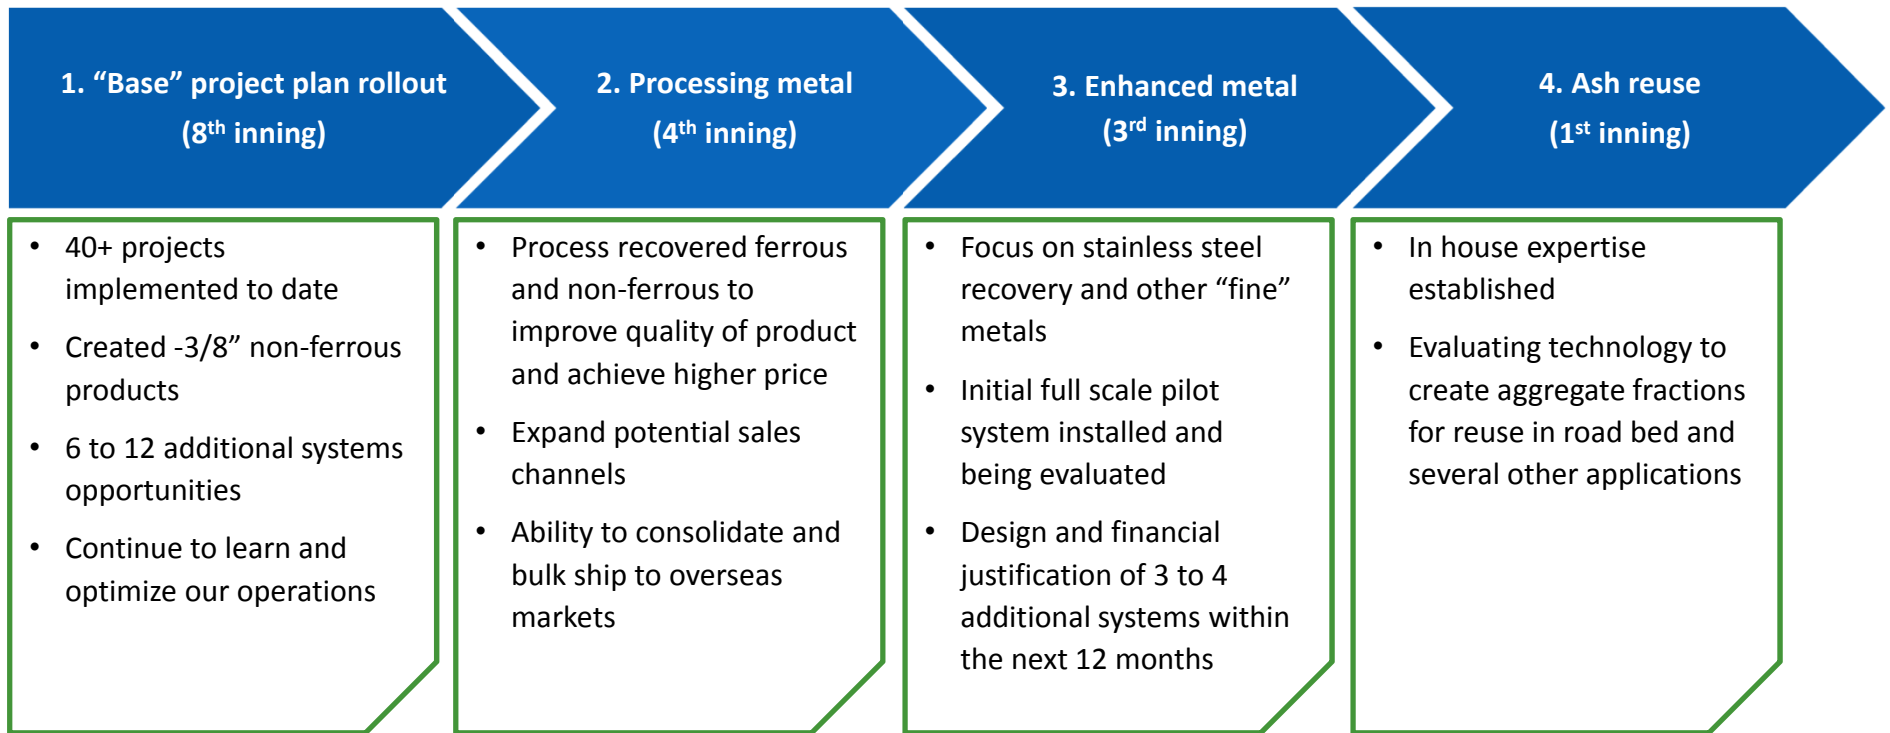 1. “Base” project plan rollout
(8th inning)
• 40+ projects
implemented to date
• Created -3/8” non-ferrous
products
• 6 to 12 additional systems
opportunities
• Continue to learn and
optimize our operations
2. Processing metal
(4th inning)
• Process recovered ferrous
and non-ferrous to
improve quality of product
and achieve higher price
• Expand potential sales
channels
• Ability to consolidate and
bulk ship to overseas
markets
3. Enhanced metal
(3rd inning)
• Focus on stainless steel
recovery and other “fine”
metals
• Initial full scale pilot
system installed and
being evaluated
• Design and financial
justification of 3 to 4
additional systems within
the next 12 months
4. Ash reuse
(1st inning)
• In house expertise
established
• Evaluating technology to
create aggregate fractions
for reuse in road bed and
several other applications